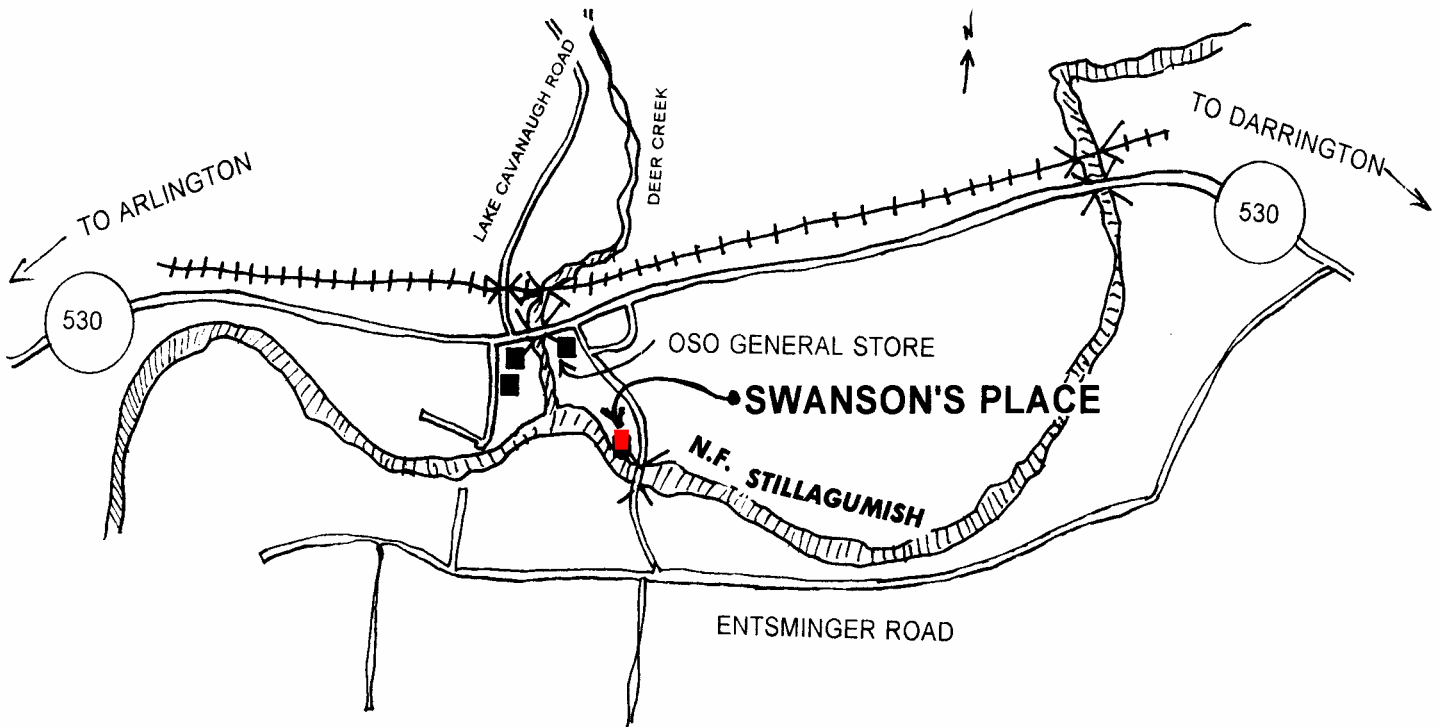 N
LAKE CAVANAUGH ROAD
DEER CREEK
TO DARRINGTON
TO ARLINGTON
530
530
OSO GENERAL STORE
SWANSON'S PLACE
N.F. STILLAGUMISH
ENTSMINGER ROAD